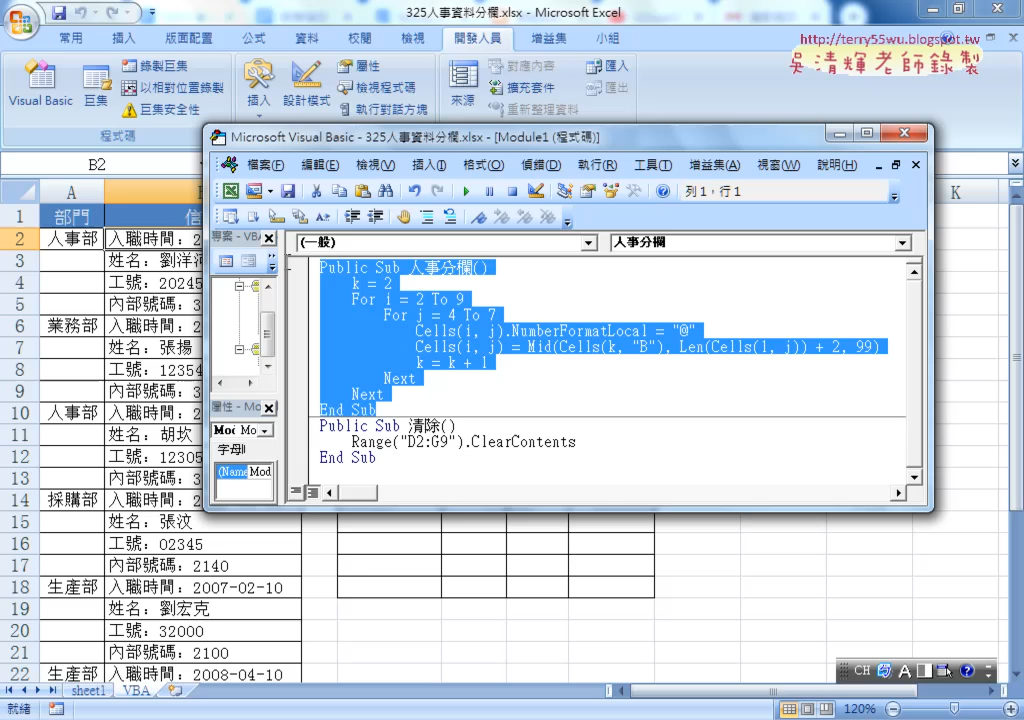 325人事資料分欄.xlsx - Microsoft Excel
常用 插入 版面配置 公式 資料 校閱 檢視 開發人員 增益集 小組
http://terry55wu.blogspot.tw
吳清輝老師錄製
Visual Basic 巨集 錄製巨集 以相對位置錄製 巨集安全性
插入 設計模式 屬性 檢視程式碼 執行對話方塊
來源 對應內容 擴充套件 重新整理資料 匯入 匯出
程式碼
B2
Microsoft Visual Basic - 325人事資料分欄.xlsx - [Module1 (程式碼)]
檔案(F) 編輯(E) 檢視(V) 插入(I) 格式(O) 偵錯(D) 執行(R) 工具(T) 增益集(A) 視窗(W) 說明(H)
列 1，行 1
專案 - VBA
(一般) 人事分欄
Public Sub 人事分欄()
k = 2
For i = 2 To 9
For j = 4 To 7
Cells(i, j).NumberFormatLocal = "@"
Cells(i, j) = Mid(Cells(k, "B"), Len(Cells(1, j)) + 2, 99)
k = k + 1
Next
Next
End Sub
Public Sub 清除()
Range("D2:G9").ClearContents
End Sub
屬性 - Mo
Mod Mo
字母
(Name Mod
A K
1 部門 信
2 人事部 入職時間：2
3 姓名：劉洋
4 工號：20245
5 內部號碼：3
6 業務部 入職時間：2
7 姓名：張揚
8 工號：12354
9 內部號碼：3
10 人事部 入職時間：2
11 姓名：胡坎
12 工號：12305
13 內部號碼：3
14 採購部 入職時間：2
15 姓名：張汶
16 工號：02345
17 內部號碼：2140
18 生產部 入職時間：2007-02-10
19 姓名：劉宏克
20 工號：32000
21 內部號碼：2100
22 生產部 入職時間：2008-04-10
CH
sheet1 VBA
就緒 120%